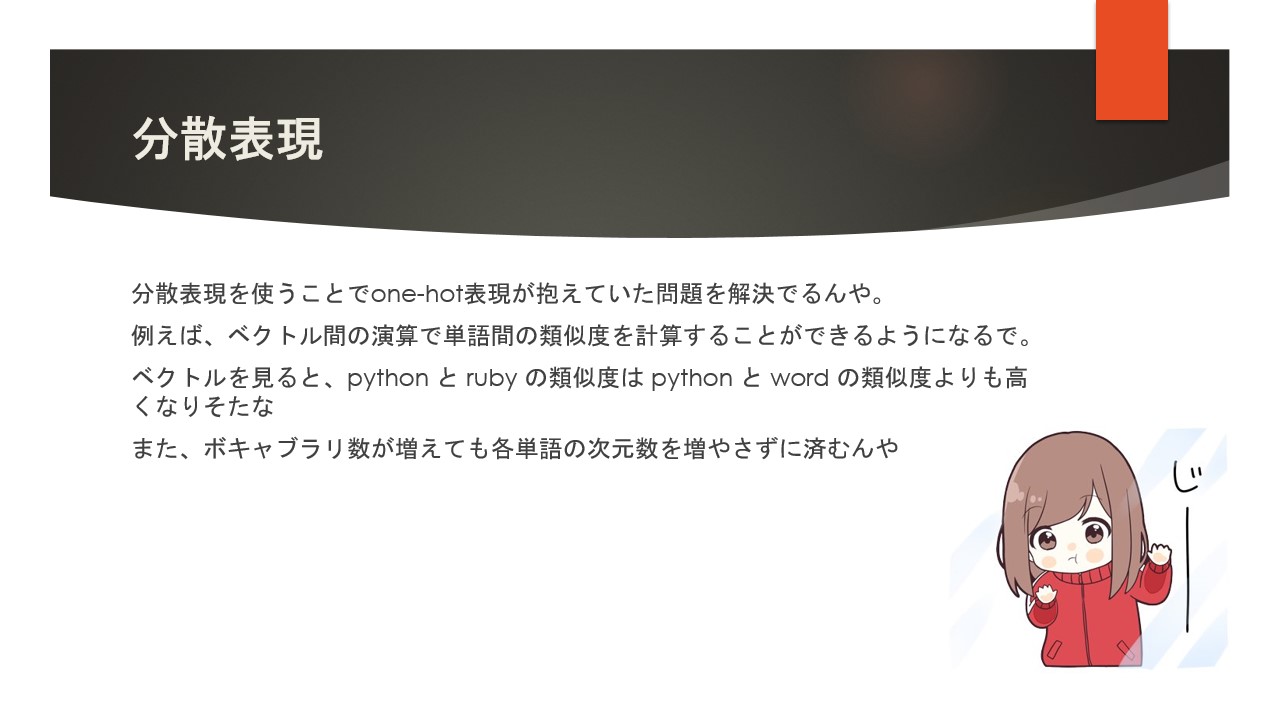 分散表現
分散表現を使うことでone-hot表現が抱えていた問題を解決でるんや。
例えば、ベクトル間の演算で単語間の類似度を計算することができるようになるで。
ベクトルを見ると、python と ruby の類似度は python と word の類似度よりも高
くなりそたな
また、ボキャブラリ数が増えても各単語の次元数を増やさずに済むんや
じー